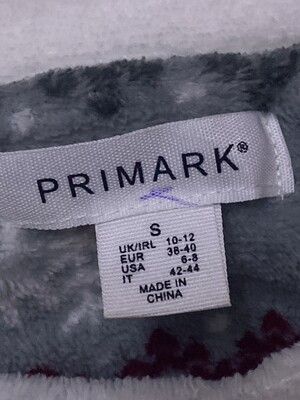 PRIMARK®
S
UK/IRL 10-12
EUR 38-40
USA 6-8
IT 42-44
MADE IN
CHINA